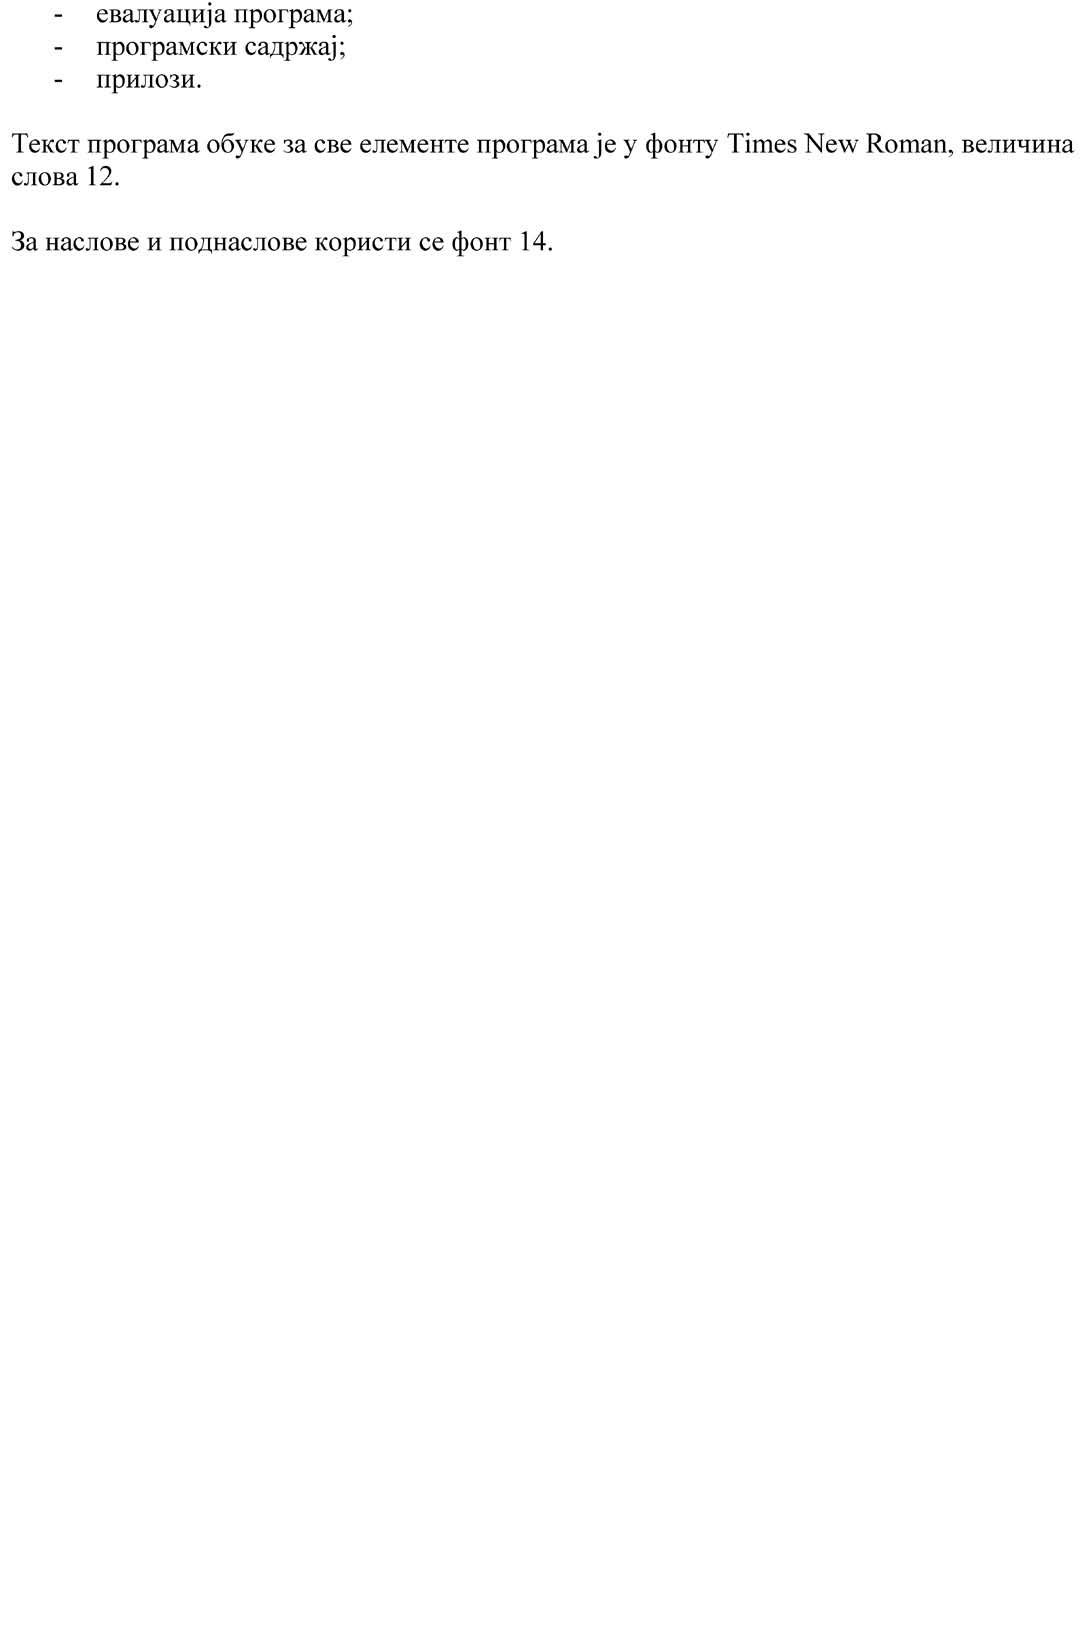 - евалуација програма;
- програмски садржај;
- прилози.
Текст програма обуке за све елементе програма је у фонту Times New Roman, величина
слова 12.
За наслове и поднаслове користи се фонт 14.